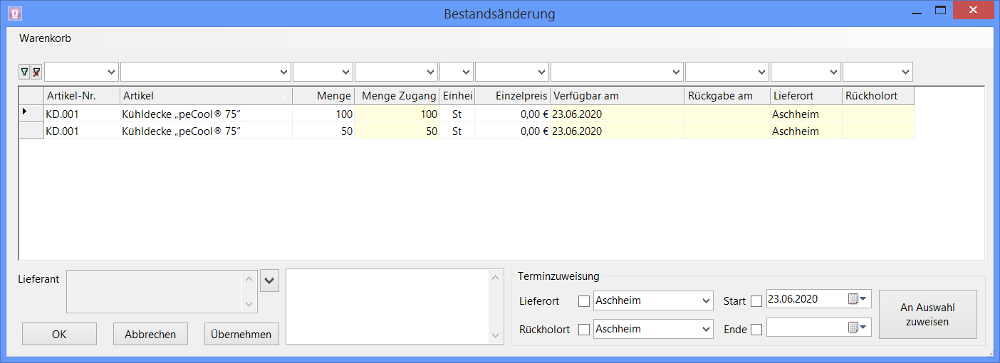 Bestandsänderung
Warenkorb
Artikel-Nr. Artikel Menge Menge Zugang Einhei Einzelpreis Verfügbar am Rückgabe am Lieferort Rückholort
KD.001 Kühldecke „peCool® 75“ 100 100 St 0,00 € 23.06.2020 Aschheim
KD.001 Kühldecke „peCool® 75“ 50 50 St 0,00 € 23.06.2020 Aschheim
Lieferant
OK Abbrechen Übernehmen
Terminzuweisung
Lieferort Aschheim Start 23.06.2020
Rückholort Aschheim Ende
An Auswahl
zuweisen